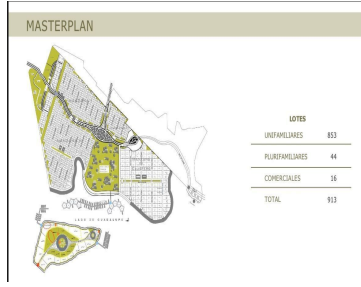 MASTERPLAN
LOTES
UNIFAMILIARES 853
PLURIFAMILIARES 44
COMERCIALES 16
TOTAL 913